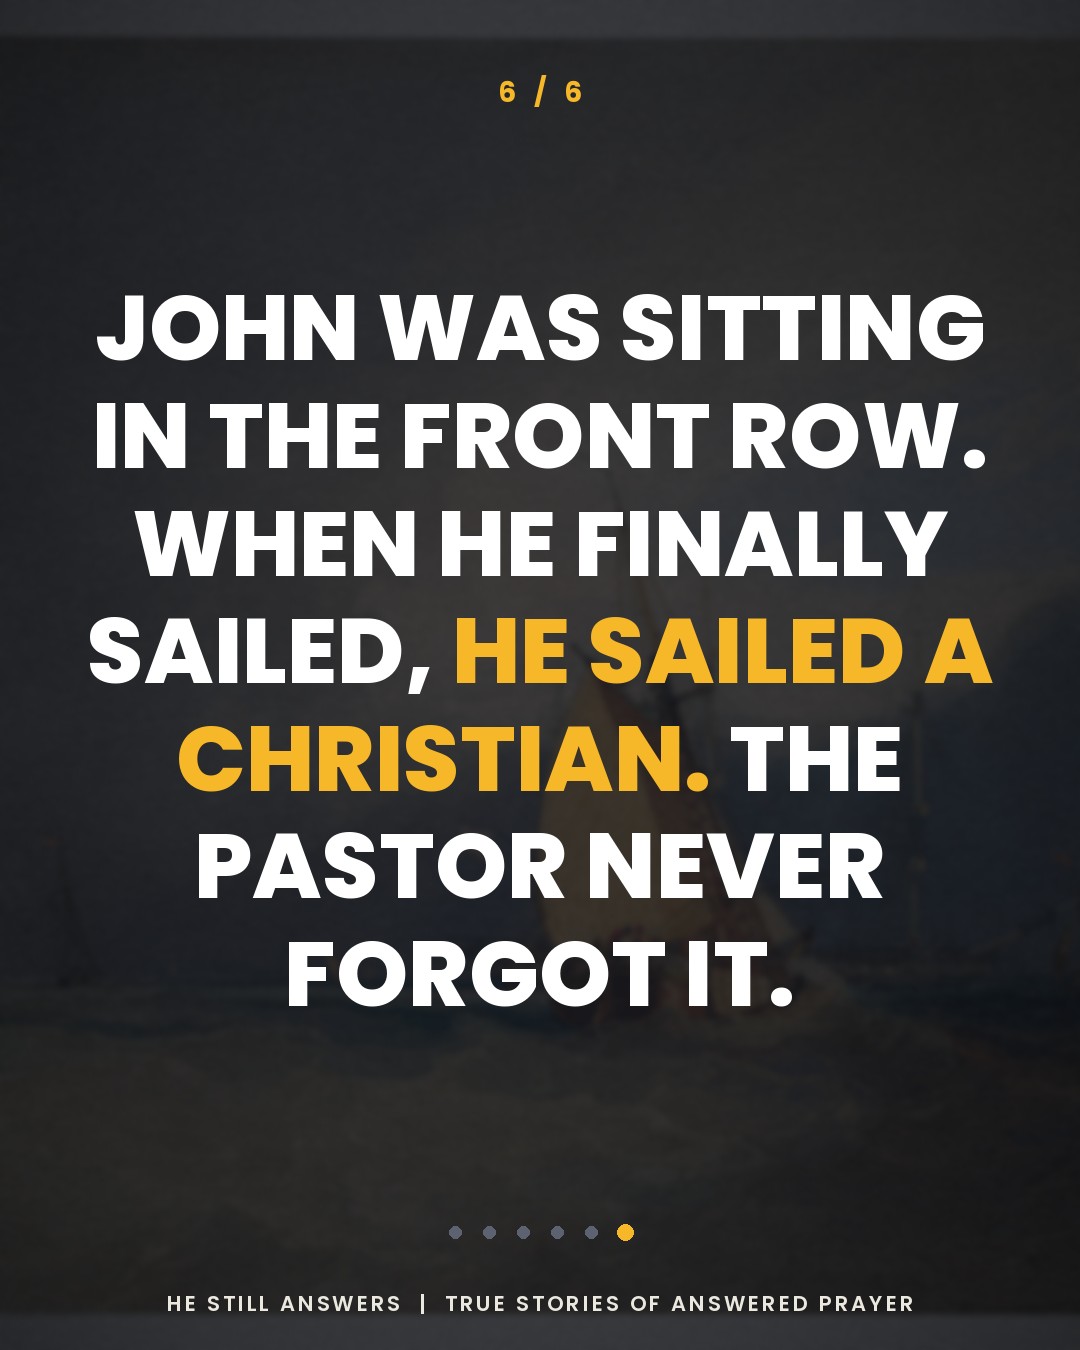 6 / 6
JOHN WAS SITTING
IN THE FRONT ROW.
WHEN HE FINALLY
SAILED, HE SAILED A
CHRISTIAN. THE
PASTOR NEVER
FORGOT IT.
HE STILL ANSWERS | TRUE STORIES OF ANSWERED PRAYER